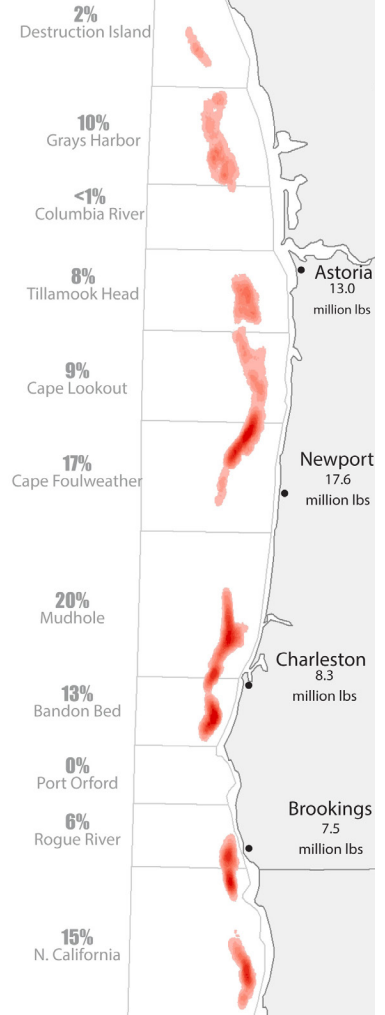 2%
Destruction Island
10%
Grays Harbor
<1%
Columbia River
8%
Tillamook Head
Astoria
13.0
million lbs
9%
Cape Lookout
17%
Cape Foulweather
Newport
17.6
million lbs
20%
Mudhole
Charleston
8.3
million lbs
13%
Bandon Bed
0%
Port Orford
6%
Rogue River
Brookings
7.5
million lbs
15%
N. California